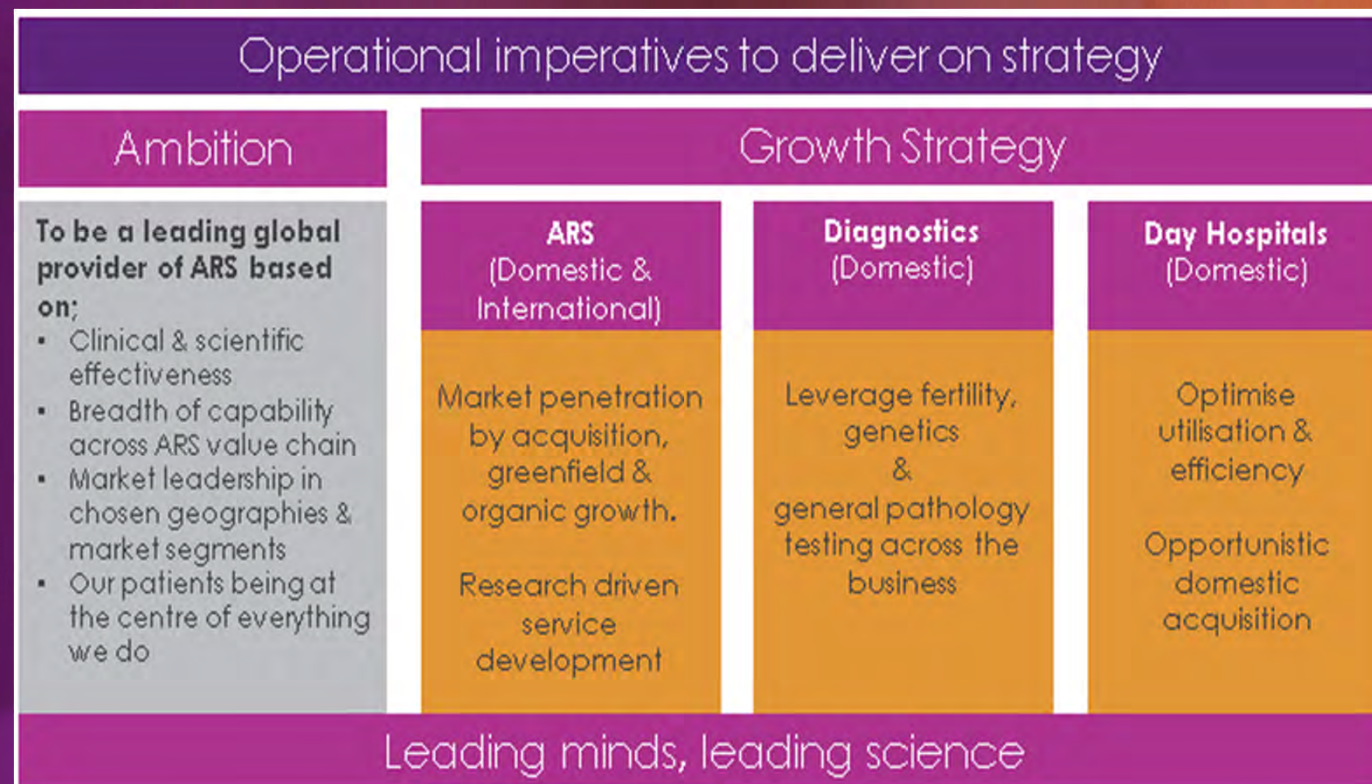 Operational imperatives to deliver on strategy
Ambition
Growth Strategy
To be a leading global
provider of ARS based
on;
▪ Clinical & scientific
effectiveness
▪ Breadth of capability
across ARS value chain
▪ Market leadership in
chosen geographies &
market segments
▪ Our patients being at
the centre of everything
we do
ARS
(Domestic &
International)
Market penetration
by acquisition,
greenfield &
organic growth.
Research driven
service
development
Diagnostics
(Domestic)
Leverage fertility,
genetics
&
general pathology
testing across the
business
Day Hospitals
(Domestic)
Optimise
utilisation &
efficiency
Opportunistic
domestic
acquisition
Leading minds, leading science